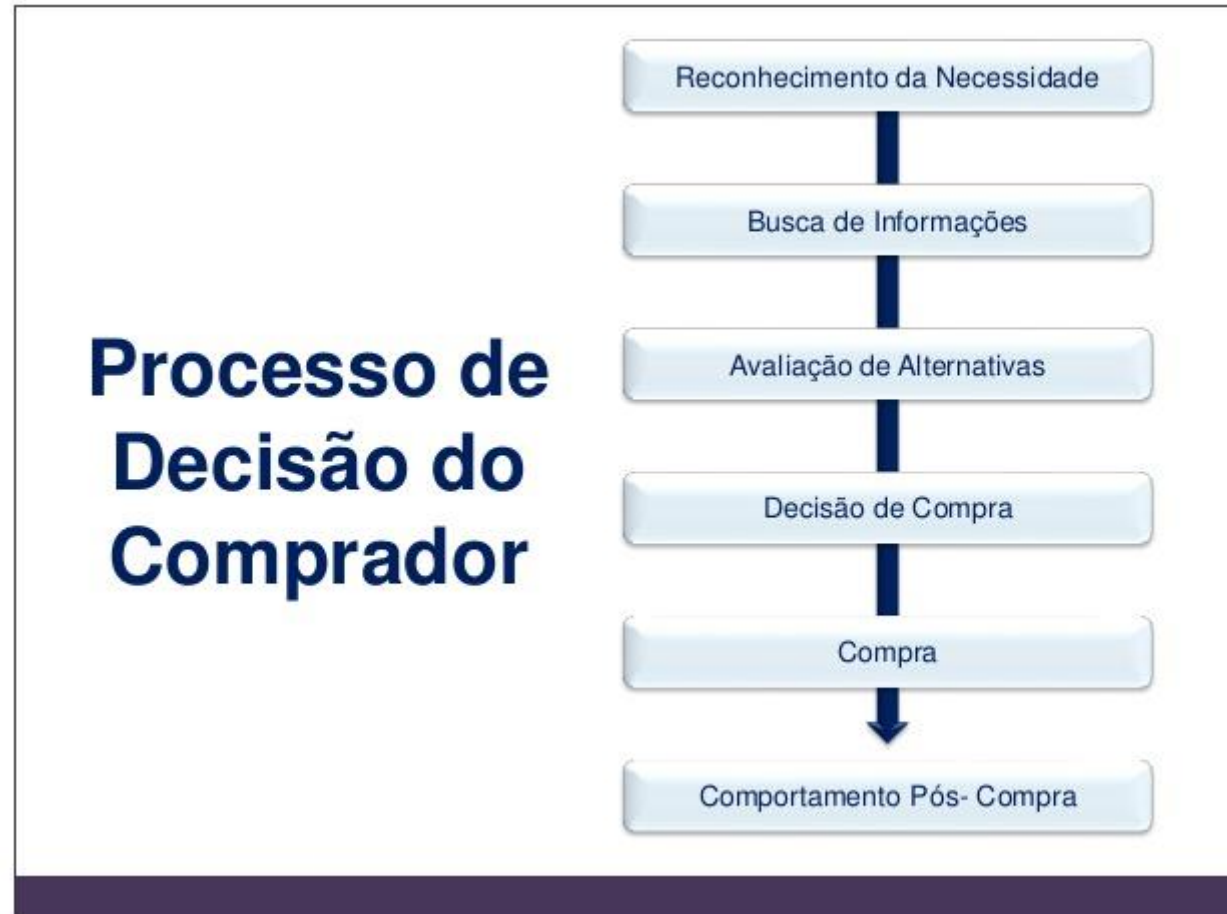 Processo de
Decisão do
Comprador
Reconhecimento da Necessidade
Busca de Informações
Avaliação de Alternativas
Decisão de Compra
Compra
Comportamento Pós- Compra